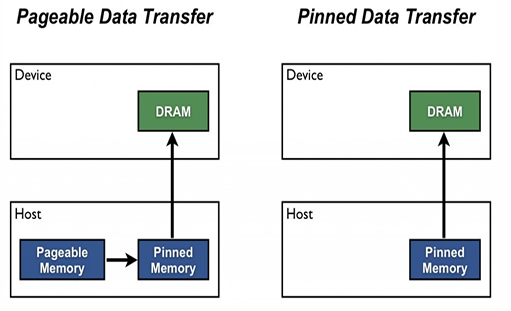 Pageable Data Transfer
Device
DRAM
Host
Pageable
Memory
Pinned
Memory
Pinned Data Transfer
Device
DRAM
Host
Pinned
Memory